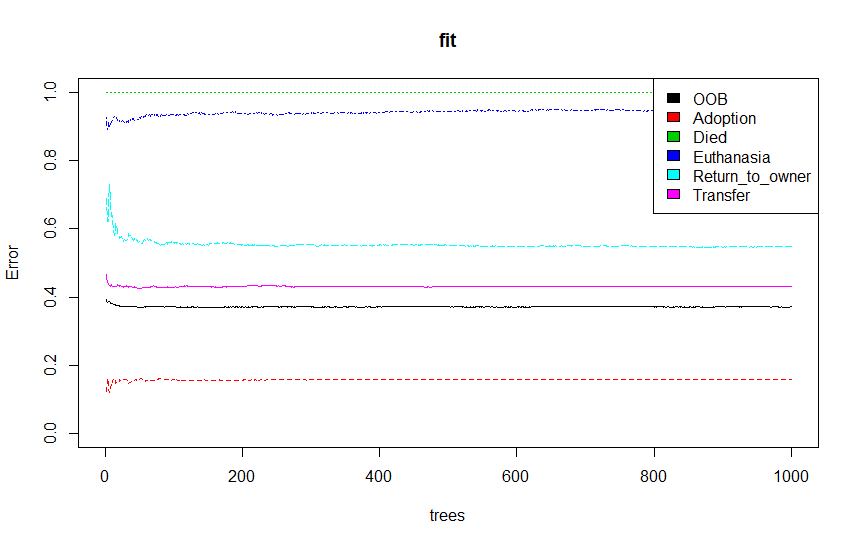 fit
Error
1.0
0.8
0.6
0.4
0.2
0.0
OOB
Adoption
Died
Euthanasia
Return_to_owner
Transfer
0 200 400 600 800 1000
trees